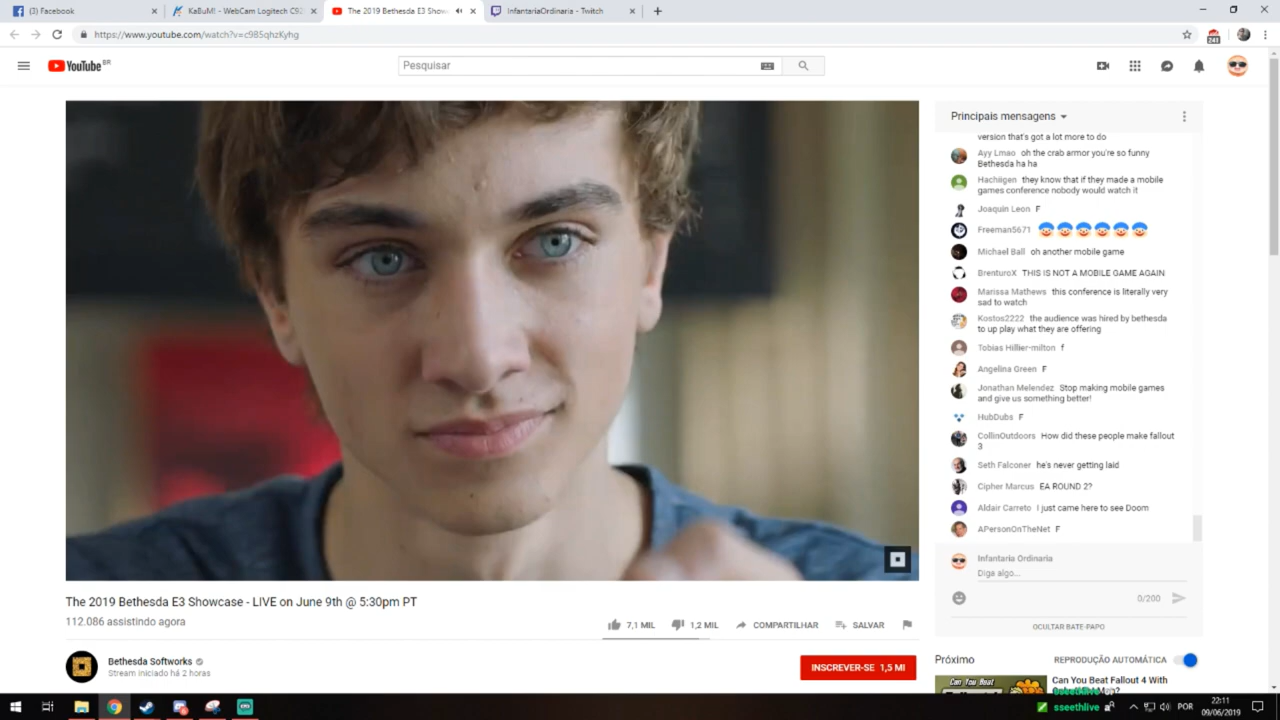 (3) Facebook
KaBuM! - WebCam Logitech C92
The 2019 Bethesda E3 Show
InfantariaOrdinaria - Twitch
https://www.youtube.com/watch?v=c985qhzKyhg
241
YouTube BR
Pesquisar
Principais mensagens
version that's got a lot more to do
Ayy Lmao oh the crab armor you're so funny
Bethesda ha ha
Hachiigen they know that if they made a mobile
games conference nobody would watch it
Joaquin Leon F
Freeman5671
Michael Ball oh another mobile game
BrenturoX THIS IS NOT A MOBILE GAME AGAIN
Marissa Mathews this conference is literally very
sad to watch
Kostos2222 the audience was hired by bethesda
to up play what they are offering
Tobias Hillier-milton f
Angelina Green F
Jonathan Melendez Stop making mobile games
and give us something better!
HubDubs F
CollinOutdoors How did these people make fallout
3
Seth Falconer he's never getting laid
Cipher Marcus EA ROUND 2?
Aldair Carreto I just came here to see Doom
APersonOnTheNet F
Infantaria Ordinaria
Diga algo...
0/200
OCULTAR BATE-PAPO
The 2019 Bethesda E3 Showcase - LIVE on June 9th @ 5:30pm PT
112.086 assistindo agora
7,1 MIL
1,2 MIL
COMPARTILHAR
SALVAR
Bethesda Softworks
Stream iniciado há 2 horas
INSCREVER-SE 1,5 MI
Próximo
REPRODUÇÃO AUTOMÁTICA
Can You Beat
Can You Beat Fallout 4 With
sseethlive
POR
22:11
09/06/2019